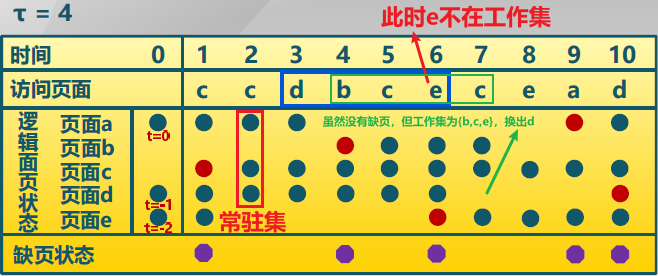 τ = 4
此时e不在工作集
时间 0 1 2 3 4 5 6 7 8 9 10
访问页面 c c d b c e c e a d
逻辑页面状态
页面a t=0
虽然没有缺页，但工作集为{b,c,e}，换出d
页面b
页面c
页面d t=-1
页面e t=-2
常驻集
缺页状态